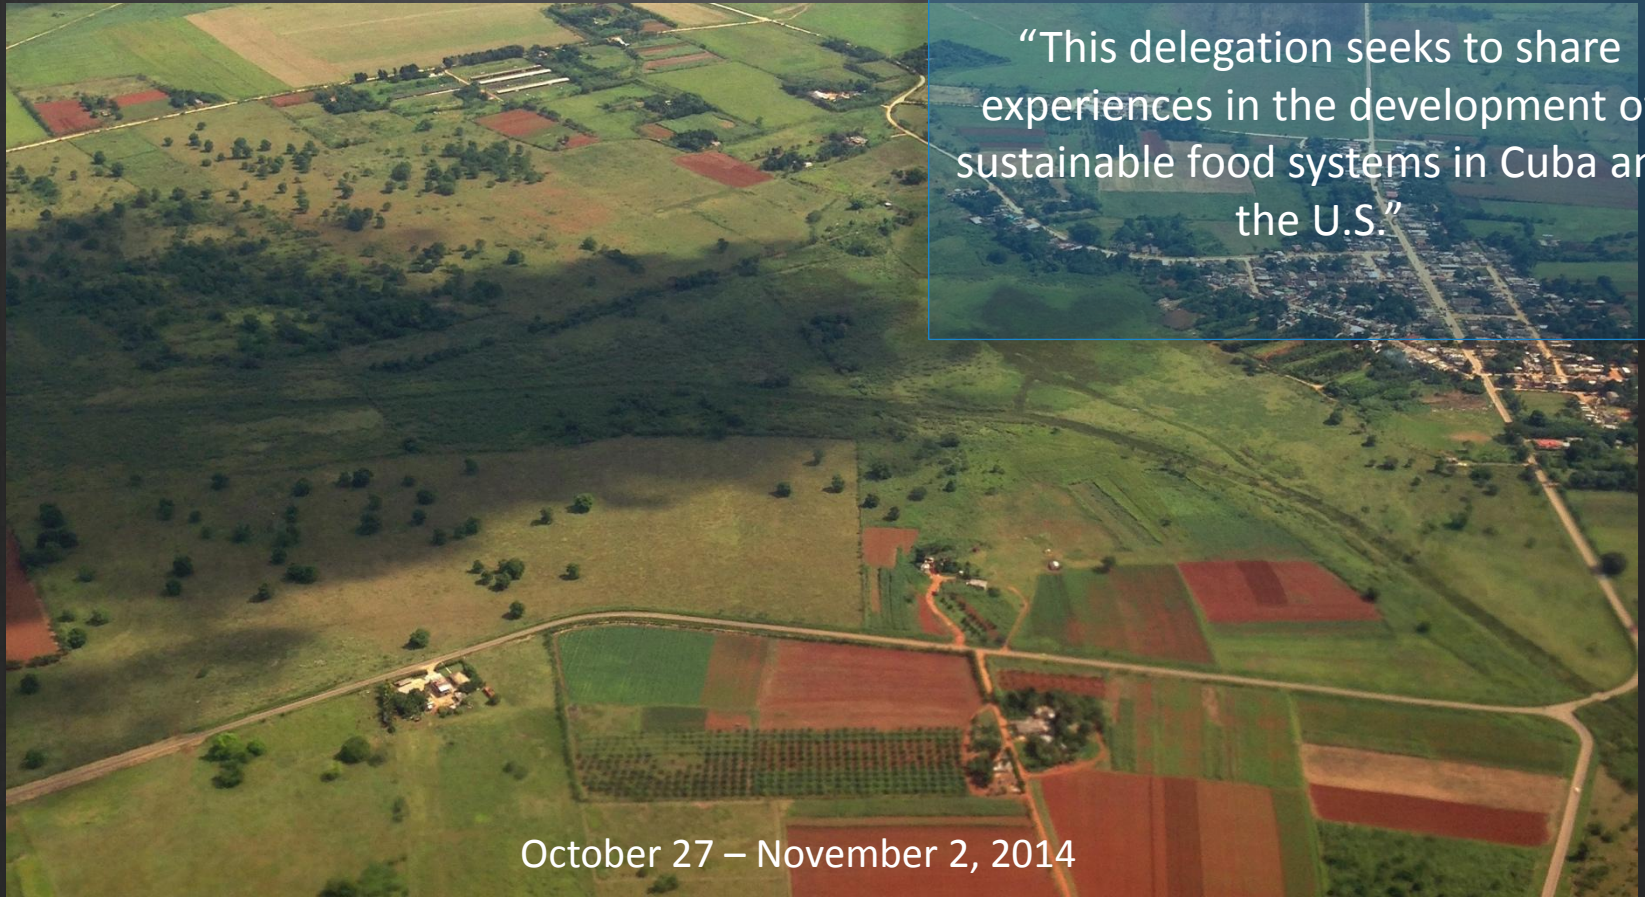 “This delegation seeks to share
experiences in the development o
sustainable food systems in Cuba an
the U.S.”
October 27 – November 2, 2014